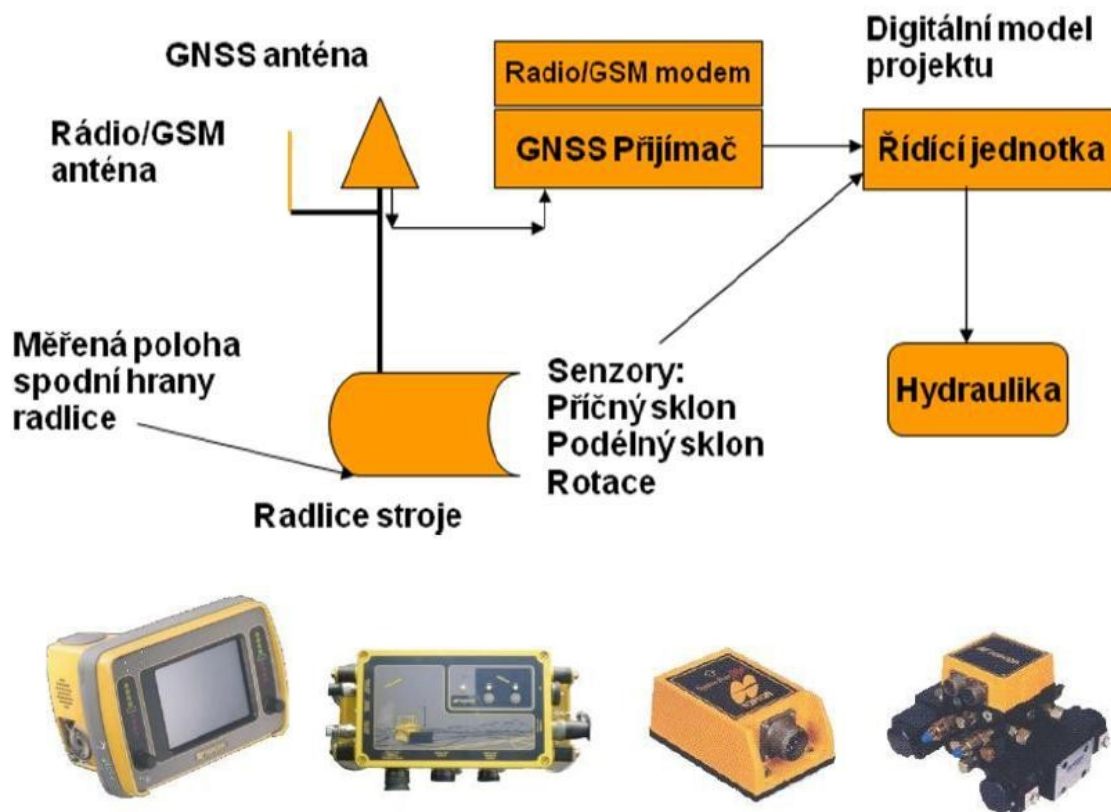 GNSS anténa
Rádio/GSM
anténa
Radio/GSM modem
GNSS Přijímač
Digitální model
projektu
Řídící jednotka
Měřená poloha
spodní hrany
radlice
Senzory:
Příčný sklon
Podélný sklon
Rotace
Hydraulika
Radlice stroje